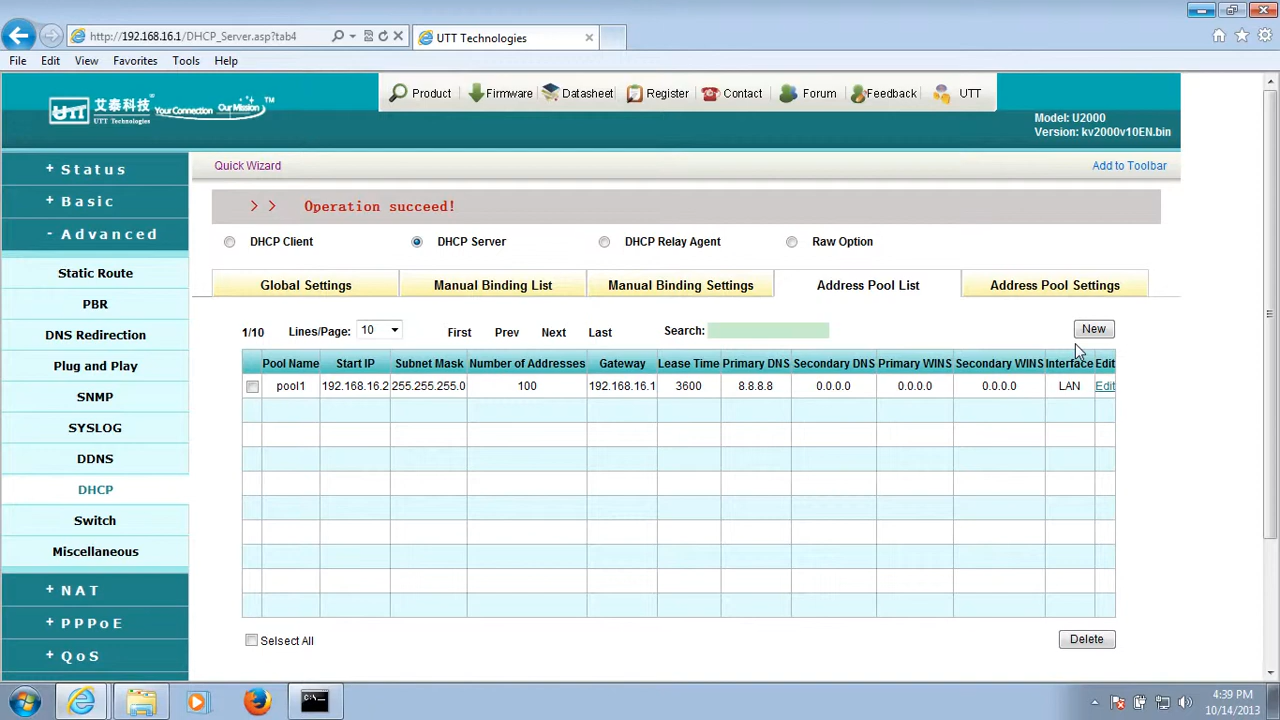 http://192.168.16.1/DHCP_Server.asp?tab4
UTT Technologies
File Edit View Favorites Tools Help
UTT 艾泰科技 Your Connection Our Mission ™
UTT Technologies
Product Firmware Datasheet Register Contact Forum Feedback UTT
Model: U2000
Version: kv2000v10EN.bin
Quick Wizard
Add to Toolbar
> > Operation succeed!
DHCP Client DHCP Server DHCP Relay Agent Raw Option
Global Settings Manual Binding List Manual Binding Settings Address Pool List Address Pool Settings
1/10 Lines/Page: 10 First Prev Next Last Search: New
Pool Name Start IP Subnet Mask Number of Addresses Gateway Lease Time Primary DNS Secondary DNS Primary WINS Secondary WINS Interface Edit
pool1 192.168.16.2 255.255.255.0 100 192.168.16.1 3600 8.8.8.8 0.0.0.0 0.0.0.0 0.0.0.0 LAN Edit
Selsect All Delete
+ Status
+ Basic
- Advanced
Static Route
PBR
DNS Redirection
Plug and Play
SNMP
SYSLOG
DDNS
DHCP
Switch
Miscellaneous
+ NAT
+ PPPoE
+ QoS
C:\.
4:39 PM
10/14/2013